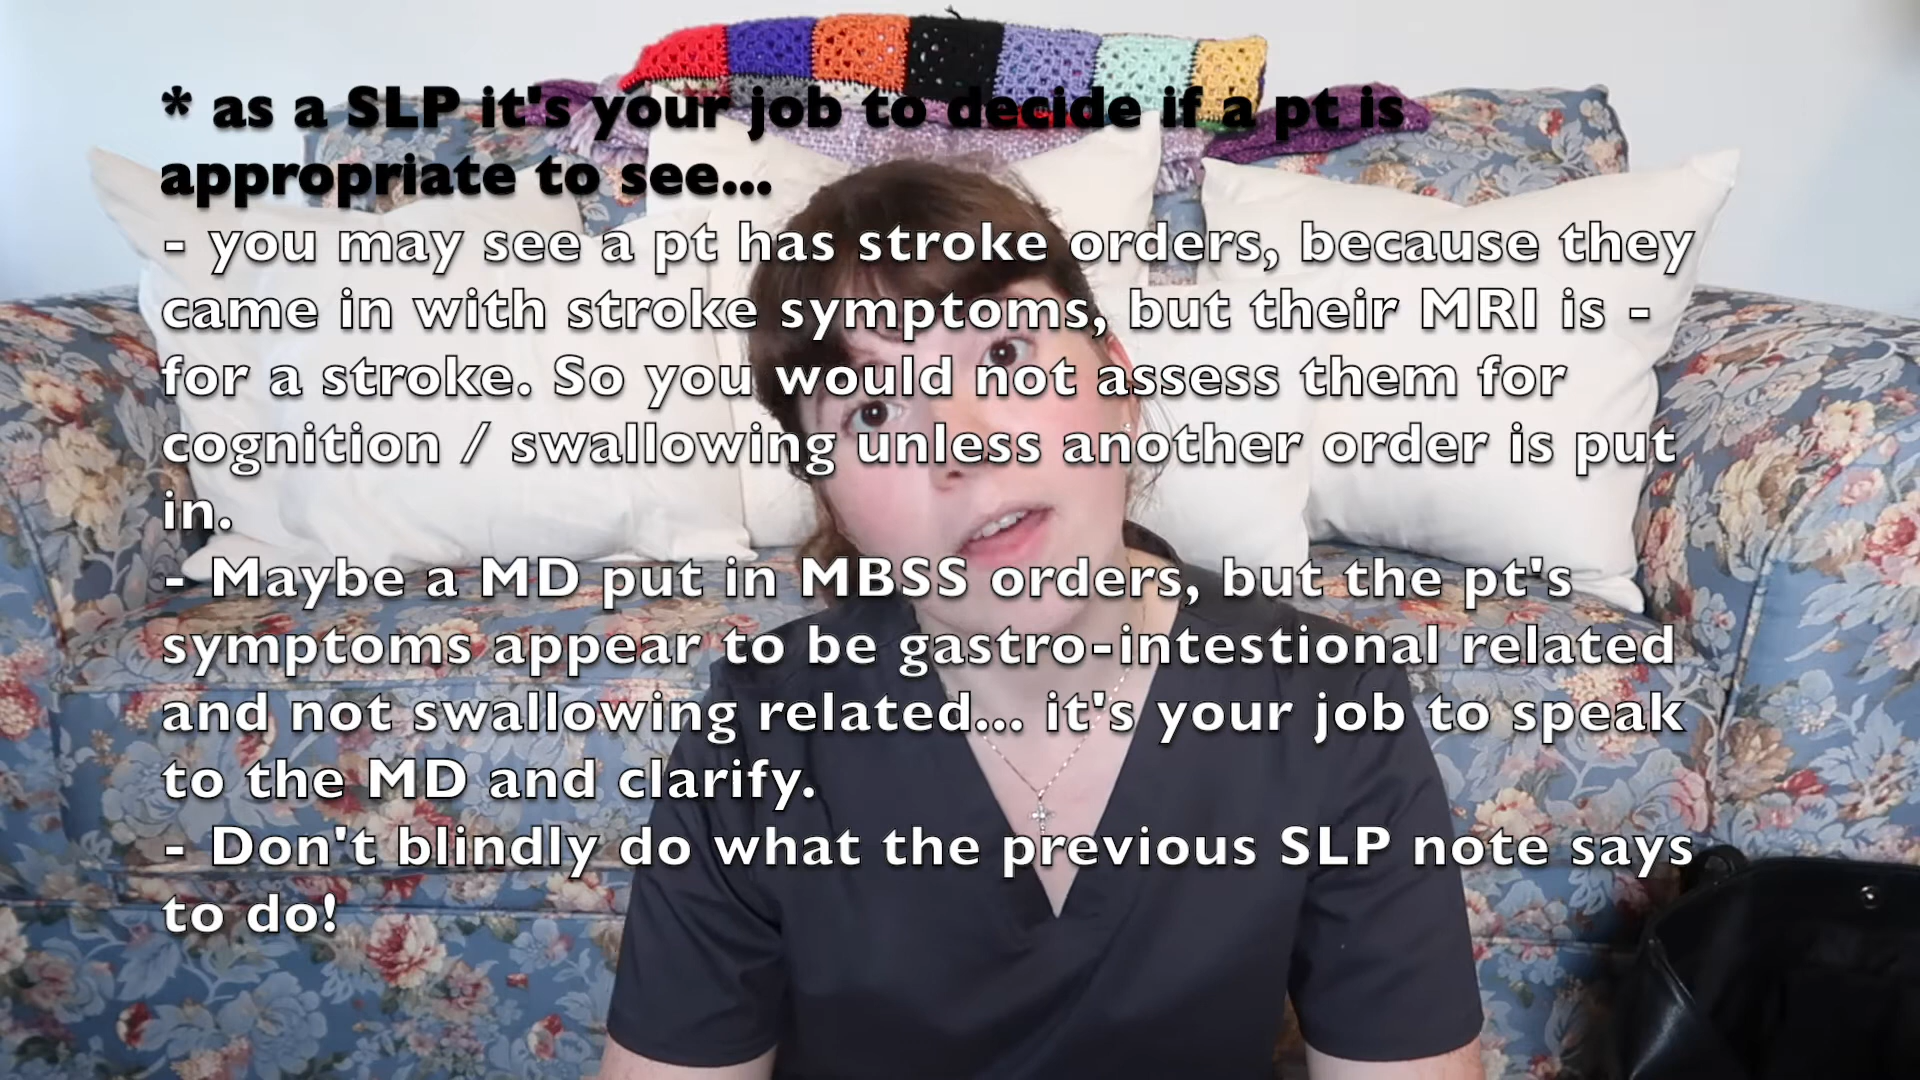 * as a SLP it's your job to decide if a pt is
appropriate to see...
- you may see a pt has stroke orders, because they
came in with stroke symptoms, but their MRI is -
for a stroke. So you would not assess them for
cognition / swallowing unless another order is put
in.
- Maybe a MD put in MBSS orders, but the pt's
symptoms appear to be gastro-intestional related
and not swallowing related... it's your job to speak
to the MD and clarify.
- Don't blindly do what the previous SLP note says
to do!